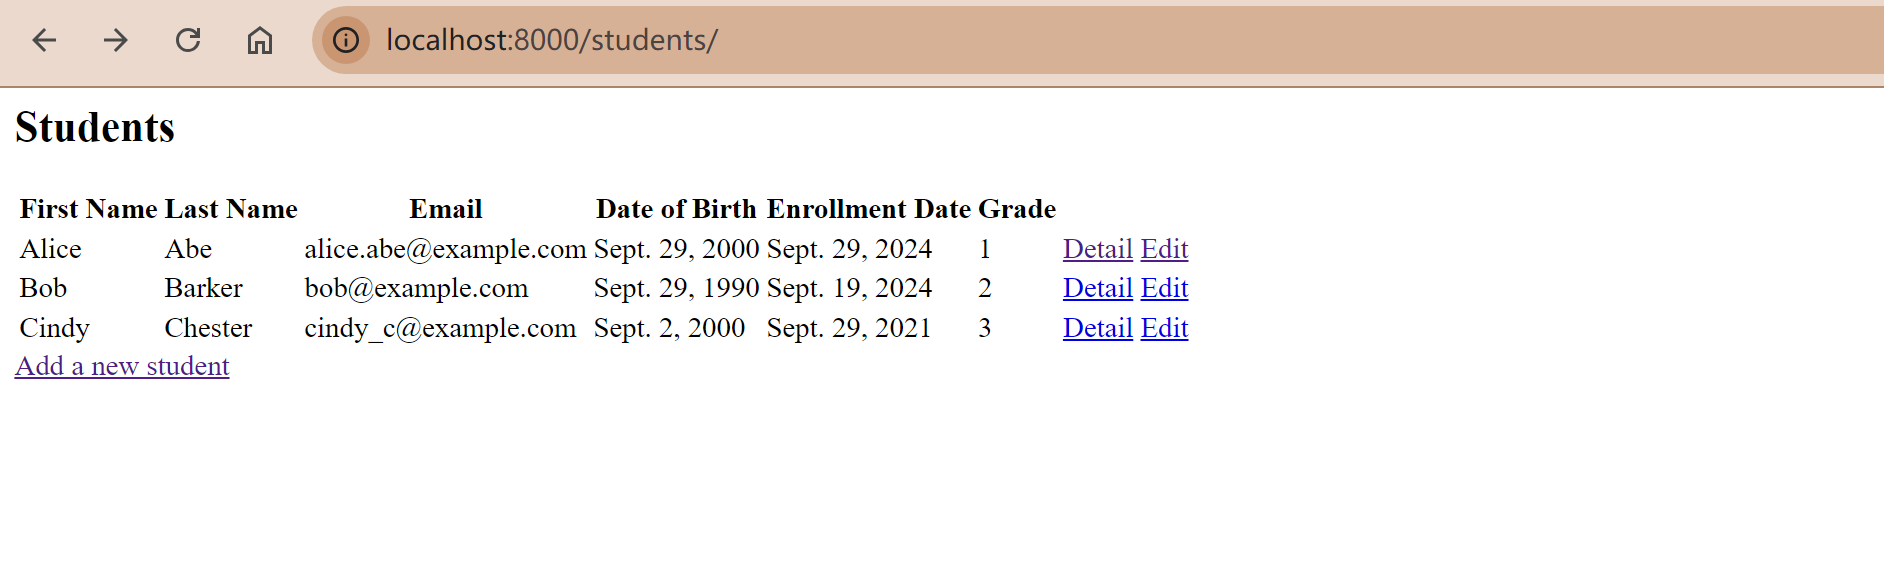 localhost:8000/students/
Students
First Name Last Name Email Date of Birth Enrollment Date Grade
Alice Abe alice.abe@example.com Sept. 29, 2000 Sept. 29, 2024 1 Detail Edit
Bob Barker bob@example.com Sept. 29, 1990 Sept. 19, 2024 2 Detail Edit
Cindy Chester cindy_c@example.com Sept. 2, 2000 Sept. 29, 2021 3 Detail Edit
Add a new student